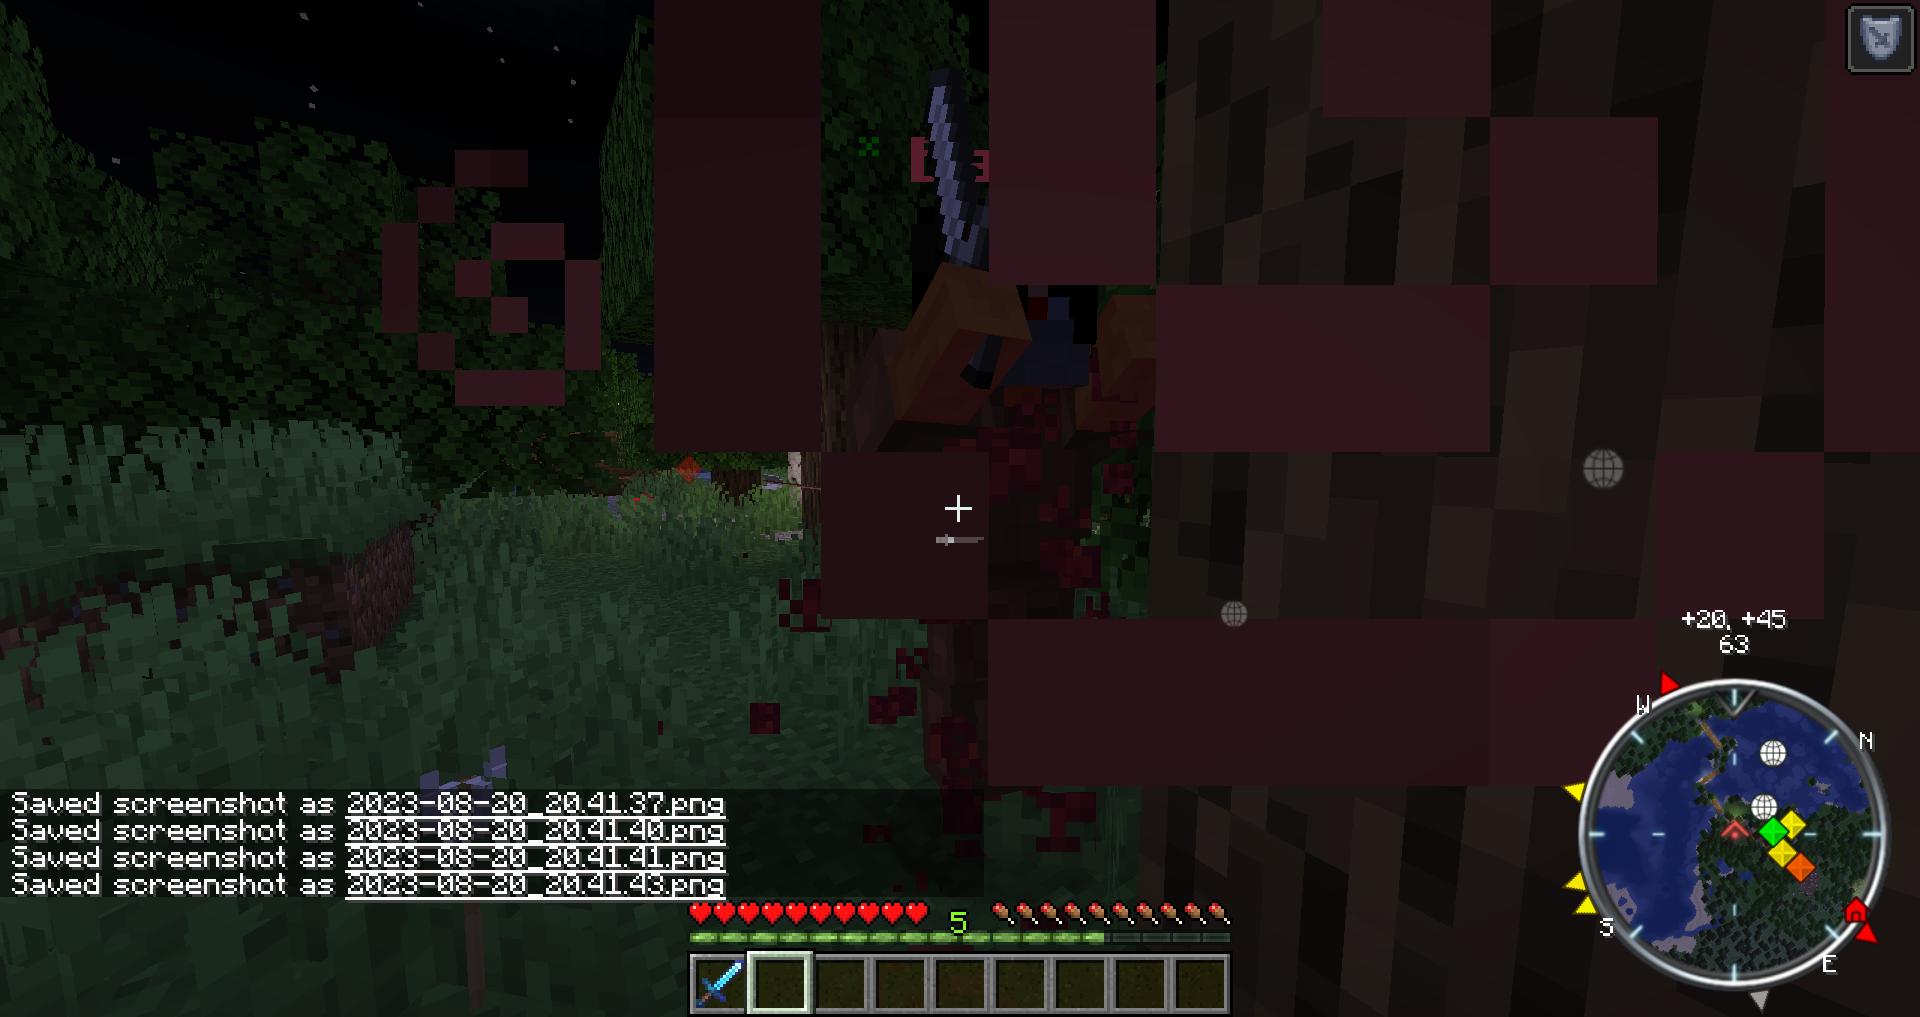 +20, +45
63
W
N
Saved screenshot as 2023-08-20_20.41.37.png
Saved screenshot as 2023-08-20_20.41.40.png
Saved screenshot as 2023-08-20_20.41.41.png
Saved screenshot as 2023-08-20_20.41.43.png
5
S
E